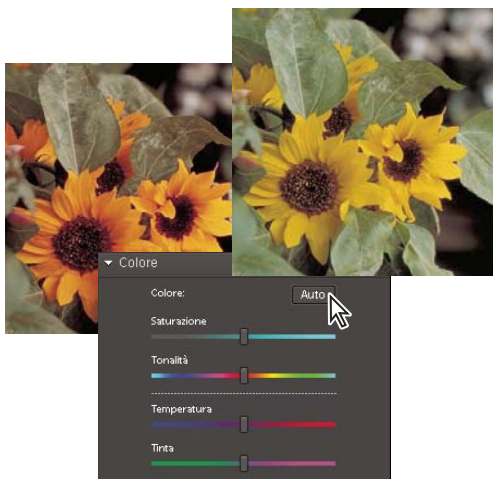 Colore
Colore: Auto
Saturazione
Tonalità
Temperatura
Tinta